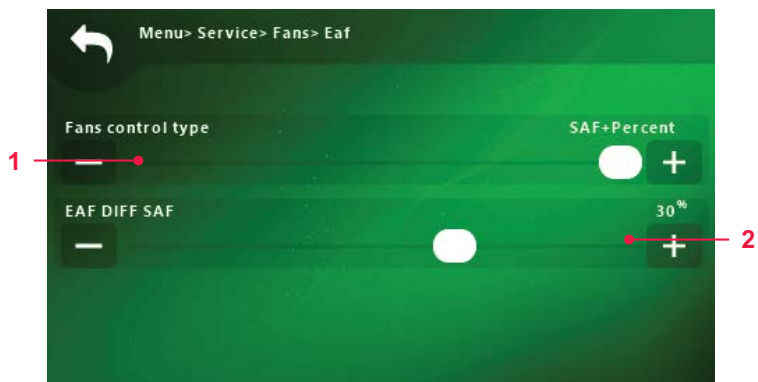 Menu> Service> Fans> Eaf
Fans control type SAF+Percent
1 − +
EAF DIFF SAF 30%
− + 2